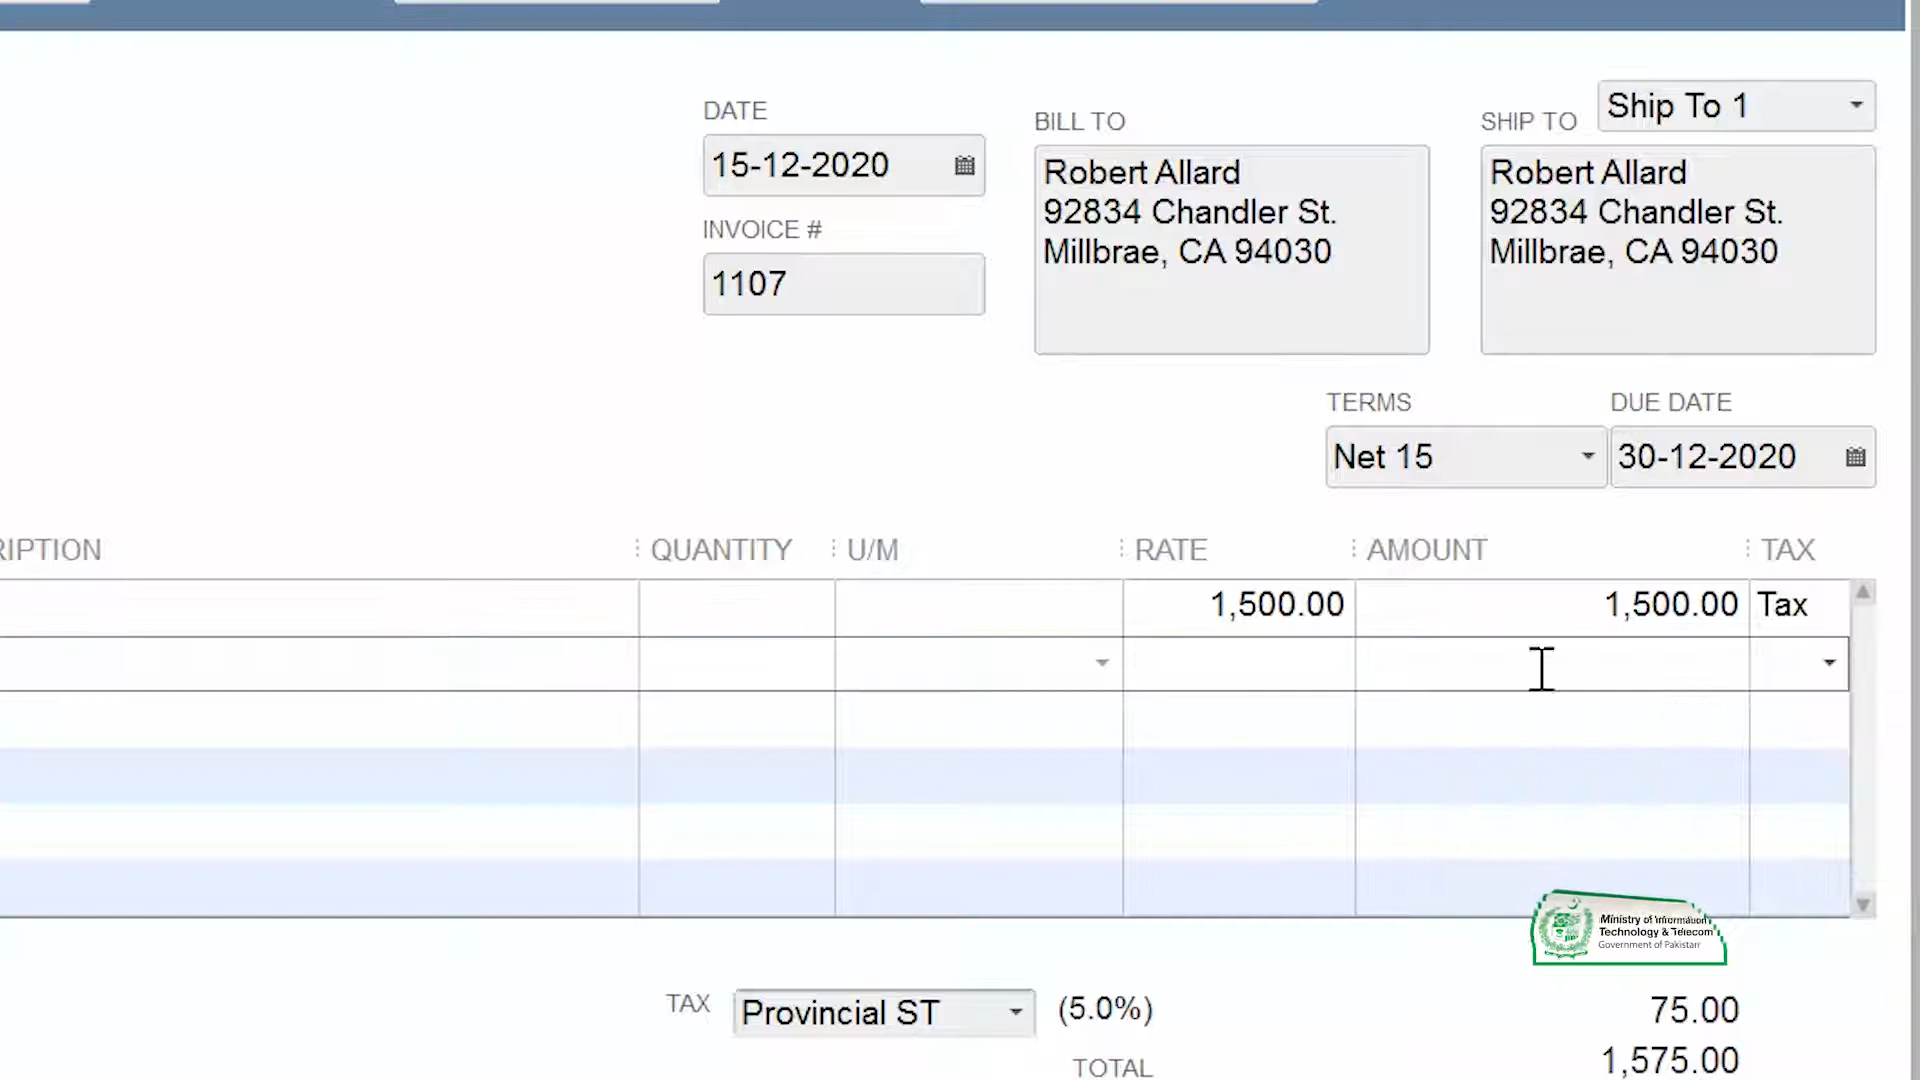 DATE
15-12-2020
INVOICE #
1107
BILL TO
Robert Allard
92834 Chandler St.
Millbrae, CA 94030
SHIP TO
Ship To 1
Robert Allard
92834 Chandler St.
Millbrae, CA 94030
TERMS
Net 15
DUE DATE
30-12-2020
RIPTION QUANTITY U/M RATE AMOUNT TAX
1,500.00 1,500.00 Tax
Ministry of Information
Technology & Telecom
Government of Pakistan
TAX Provincial ST (5.0%) 75.00
TOTAL 1,575.00